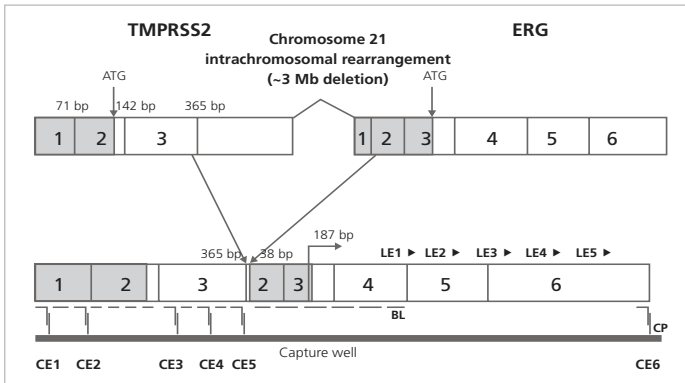 TMPRSS2
ERG
Chromosome 21
intrachromosomal rearrangement
(~3 Mb deletion)
ATG
ATG
71 bp
142 bp
365 bp
1
2
3
1
2
3
4
5
6
187 bp
365 bp
38 bp
LE1
LE2
LE3
LE4
LE5
1
2
3
2
3
4
5
6
BL
CP
Capture well
CE1
CE2
CE3
CE4
CE5
CE6